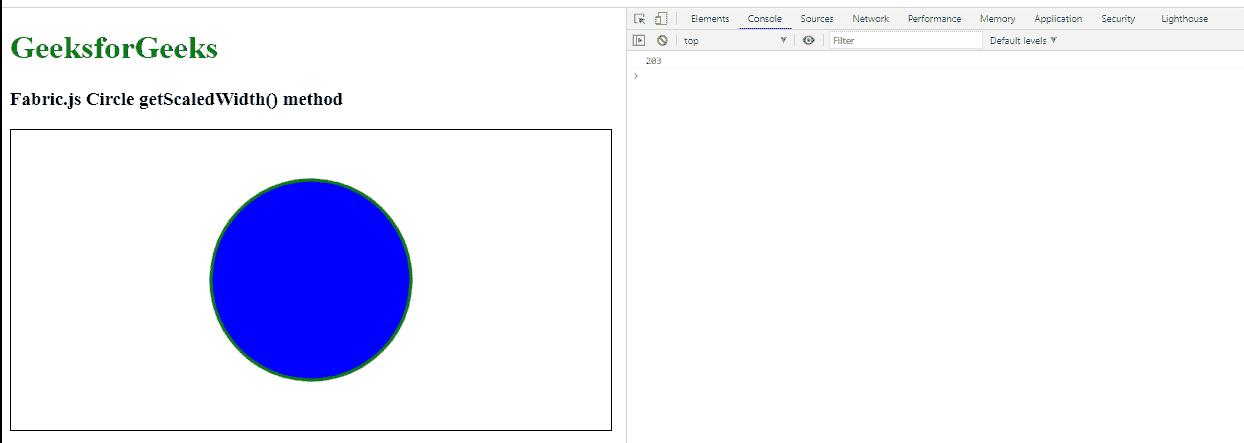 GeeksforGeeks
Fabric.js Circle getScaledWidth() method
Elements Console Sources Network Performance Memory Application Security Lighthouse
top Filter Default levels
203